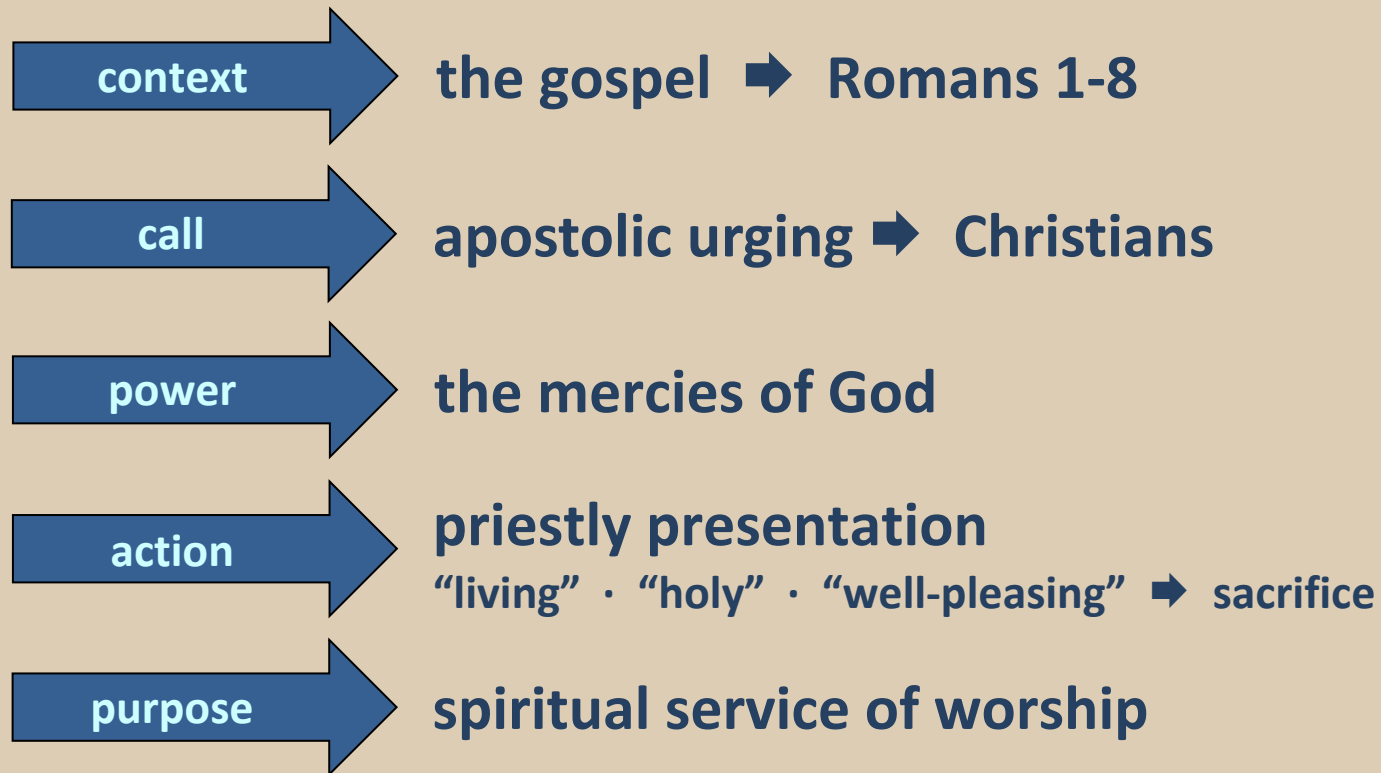 context
the gospel ➡ Romans 1-8
call
apostolic urging ➡ Christians
power
the mercies of God
action
priestly presentation
“living” · “holy” · “well-pleasing” ➡ sacrifice
purpose
spiritual service of worship